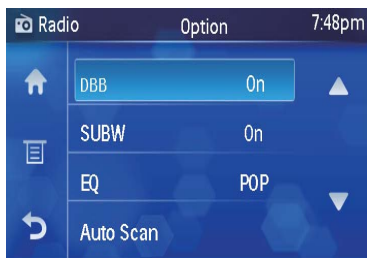 Radio Option 7:48pm
DBB On
SUBW On
EQ POP
Auto Scan